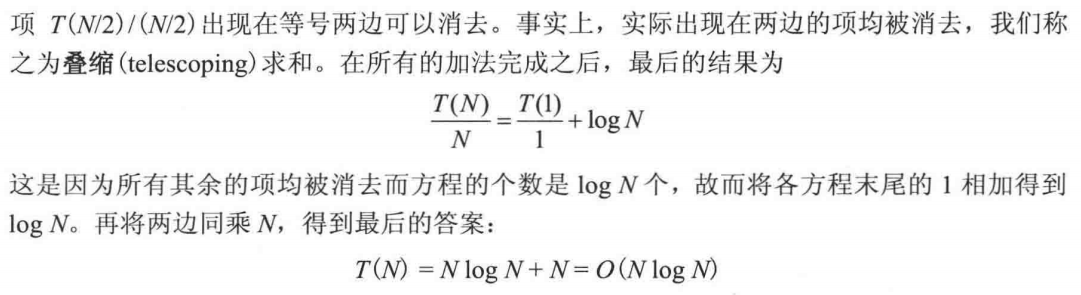 项 T(N/2)/(N/2)出现在等号两边可以消去。事实上，实际出现在两边的项均被消去，我们称
之为叠缩(telescoping)求和。在所有的加法完成之后，最后的结果为
T(N)/N = T(1)/1 + log N
这是因为所有其余的项均被消去而方程的个数是 log N 个，故而将各方程末尾的 1 相加得到
log N。再将两边同乘 N，得到最后的答案：
T(N) = N log N + N = O(N log N)